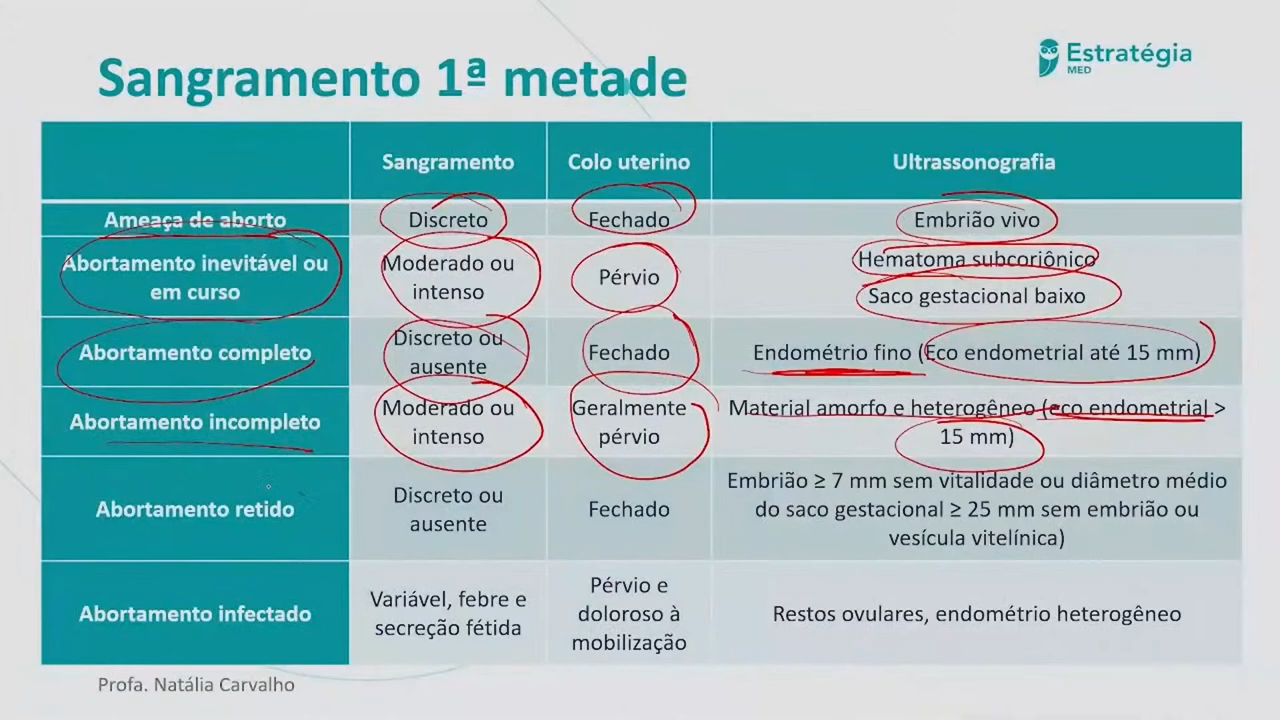 Sangramento 1ª metade
Estratégia
MED
Sangramento
Colo uterino
Ultrassonografia
Ameaça de aborto
Discreto
Fechado
Embrião vivo
Abortamento inevitável ou
em curso
Moderado ou
intenso
Pérvio
Hematoma subcoriônico
Saco gestacional baixo
Abortamento completo
Discreto ou
ausente
Fechado
Endométrio fino (Eco endometrial até 15 mm)
Abortamento incompleto
Moderado ou
intenso
Geralmente
pérvio
Material amorfo e heterogêneo (eco endometrial >
15 mm)
Abortamento retido
Discreto ou
ausente
Fechado
Embrião ≥ 7 mm sem vitalidade ou diâmetro médio
do saco gestacional ≥ 25 mm sem embrião ou
vesícula vitelínica)
Abortamento infectado
Variável, febre e
secreção fétida
Pérvio e
doloroso à
mobilização
Restos ovulares, endométrio heterogêneo
Profa. Natália Carvalho